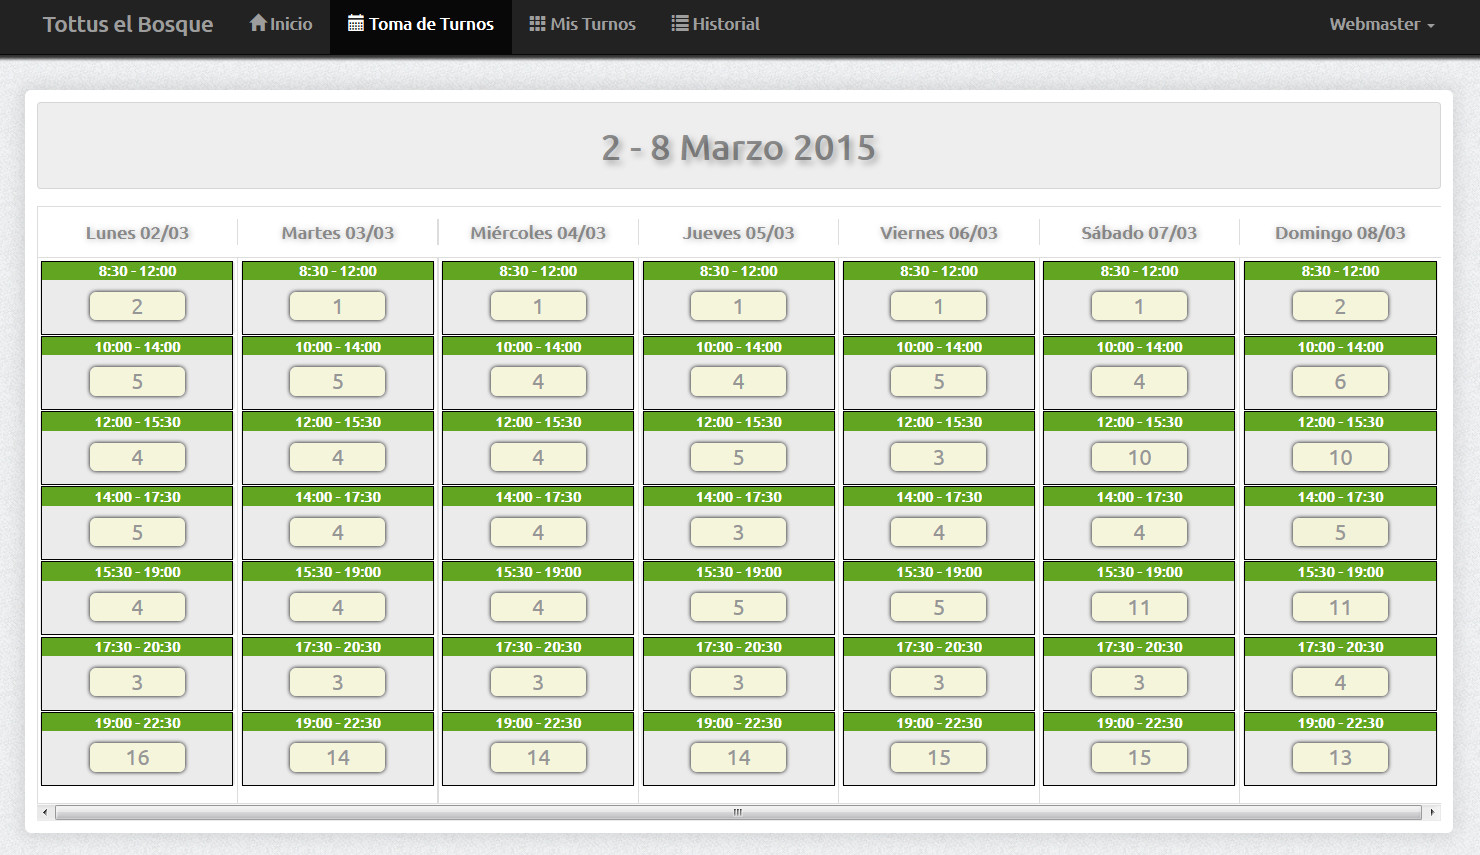 Tottus el Bosque Inicio Toma de Turnos Mis Turnos Historial Webmaster
2 - 8 Marzo 2015
Lunes 02/03 Martes 03/03 Miércoles 04/03 Jueves 05/03 Viernes 06/03 Sábado 07/03 Domingo 08/03
8:30 - 12:00 8:30 - 12:00 8:30 - 12:00 8:30 - 12:00 8:30 - 12:00 8:30 - 12:00 8:30 - 12:00
2 1 1 1 1 1 2
10:00 - 14:00 10:00 - 14:00 10:00 - 14:00 10:00 - 14:00 10:00 - 14:00 10:00 - 14:00 10:00 - 14:00
5 5 4 4 5 4 6
12:00 - 15:30 12:00 - 15:30 12:00 - 15:30 12:00 - 15:30 12:00 - 15:30 12:00 - 15:30 12:00 - 15:30
4 4 4 5 3 10 10
14:00 - 17:30 14:00 - 17:30 14:00 - 17:30 14:00 - 17:30 14:00 - 17:30 14:00 - 17:30 14:00 - 17:30
5 4 4 3 4 4 5
15:30 - 19:00 15:30 - 19:00 15:30 - 19:00 15:30 - 19:00 15:30 - 19:00 15:30 - 19:00 15:30 - 19:00
4 4 4 5 5 11 11
17:30 - 20:30 17:30 - 20:30 17:30 - 20:30 17:30 - 20:30 17:30 - 20:30 17:30 - 20:30 17:30 - 20:30
3 3 3 3 3 3 4
19:00 - 22:30 19:00 - 22:30 19:00 - 22:30 19:00 - 22:30 19:00 - 22:30 19:00 - 22:30 19:00 - 22:30
16 14 14 14 15 15 13